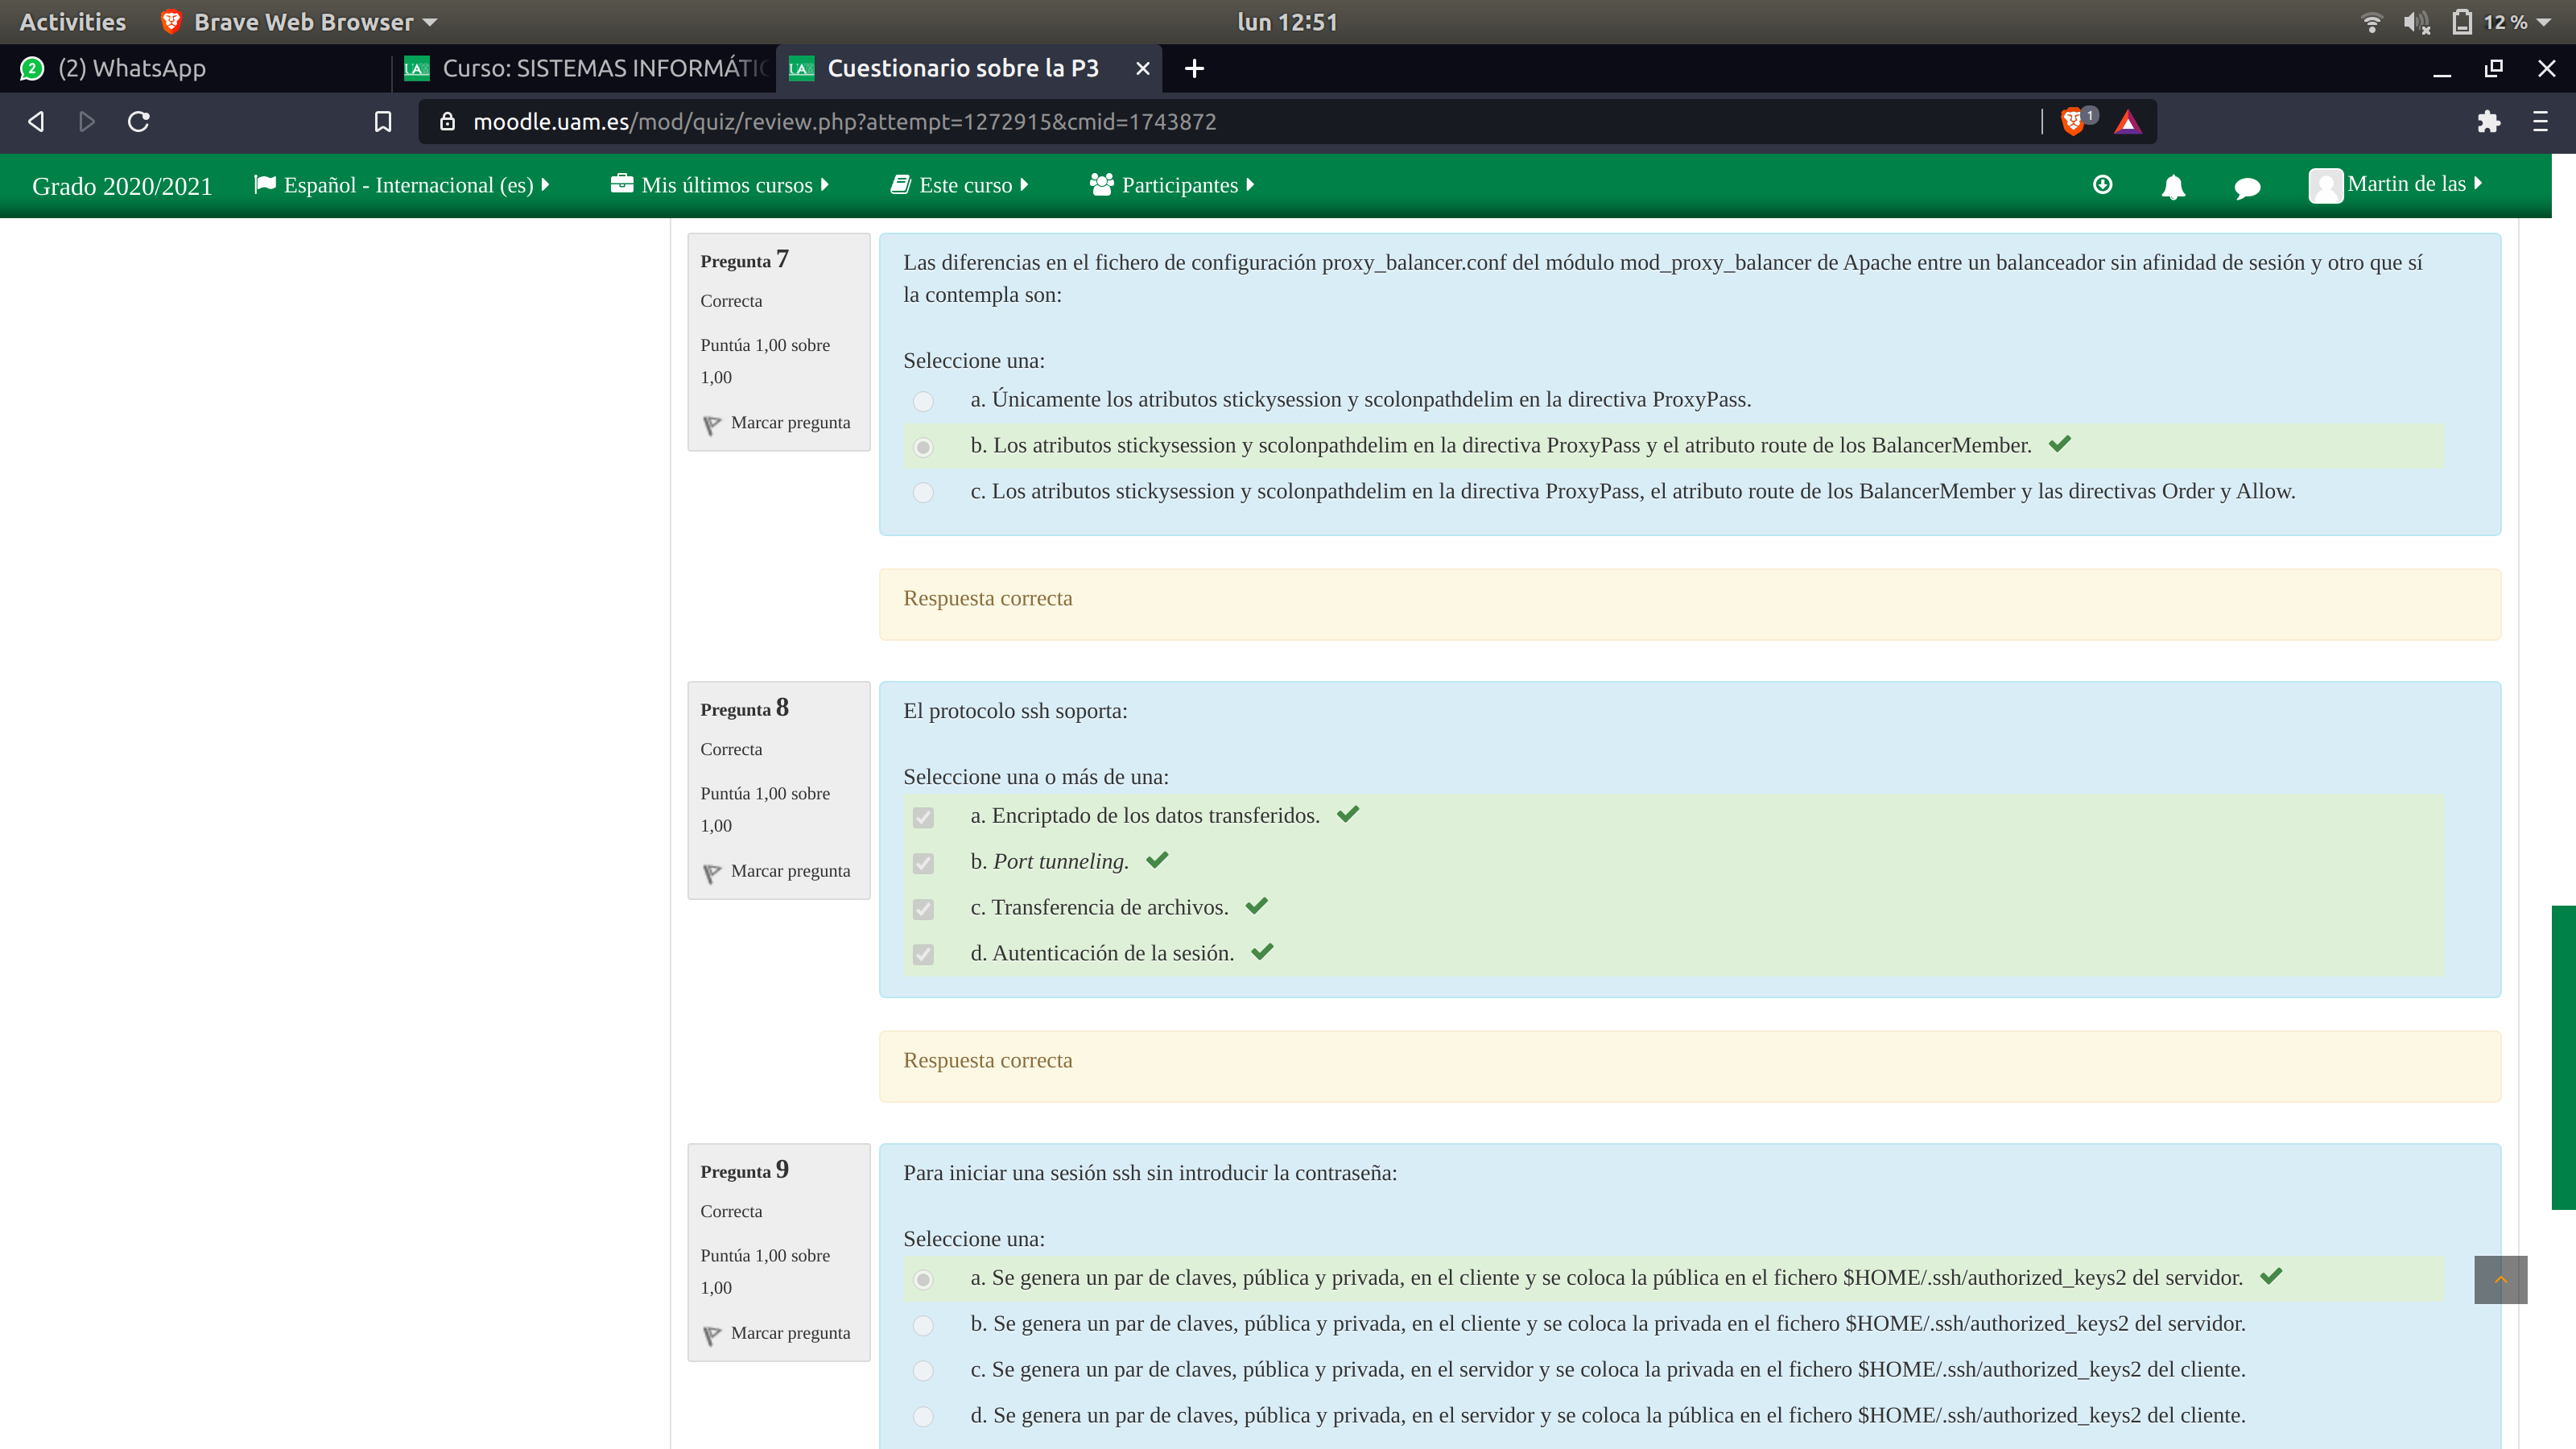 Activities Brave Web Browser lun 12:51 12 %
2 (2) WhatsApp Curso: SISTEMAS INFORMÁTIC Cuestionario sobre la P3
moodle.uam.es/mod/quiz/review.php?attempt=1272915&cmid=1743872 1
Grado 2020/2021 Español - Internacional (es) Mis últimos cursos Este curso Participantes Martin de las
Pregunta 7
Correcta
Puntúa 1,00 sobre
1,00
Marcar pregunta
Las diferencias en el fichero de configuración proxy_balancer.conf del módulo mod_proxy_balancer de Apache entre un balanceador sin afinidad de sesión y otro que sí
la contempla son:
Seleccione una:
a. Únicamente los atributos stickysession y scolonpathdelim en la directiva ProxyPass.
b. Los atributos stickysession y scolonpathdelim en la directiva ProxyPass y el atributo route de los BalancerMember.
c. Los atributos stickysession y scolonpathdelim en la directiva ProxyPass, el atributo route de los BalancerMember y las directivas Order y Allow.
Respuesta correcta
Pregunta 8
Correcta
Puntúa 1,00 sobre
1,00
Marcar pregunta
El protocolo ssh soporta:
Seleccione una o más de una:
a. Encriptado de los datos transferidos.
b. Port tunneling.
c. Transferencia de archivos.
d. Autenticación de la sesión.
Respuesta correcta
Pregunta 9
Correcta
Puntúa 1,00 sobre
1,00
Marcar pregunta
Para iniciar una sesión ssh sin introducir la contraseña:
Seleccione una:
a. Se genera un par de claves, pública y privada, en el cliente y se coloca la pública en el fichero $HOME/.ssh/authorized_keys2 del servidor.
b. Se genera un par de claves, pública y privada, en el cliente y se coloca la privada en el fichero $HOME/.ssh/authorized_keys2 del servidor.
c. Se genera un par de claves, pública y privada, en el servidor y se coloca la privada en el fichero $HOME/.ssh/authorized_keys2 del cliente.
d. Se genera un par de claves, pública y privada, en el servidor y se coloca la pública en el fichero $HOME/.ssh/authorized_keys2 del cliente.